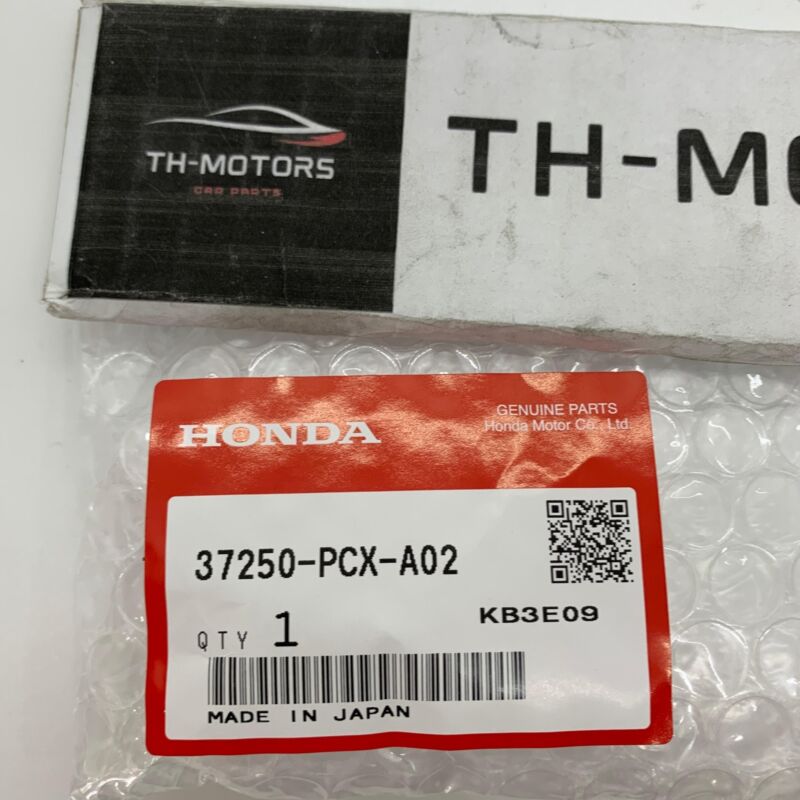 TH-MOTORS
CAR PARTS
TH-MO
HONDA
GENUINE PARTS
Honda Motor Co., Ltd.
37250-PCX-A02
QTY 1
KB3E09
MADE IN JAPAN